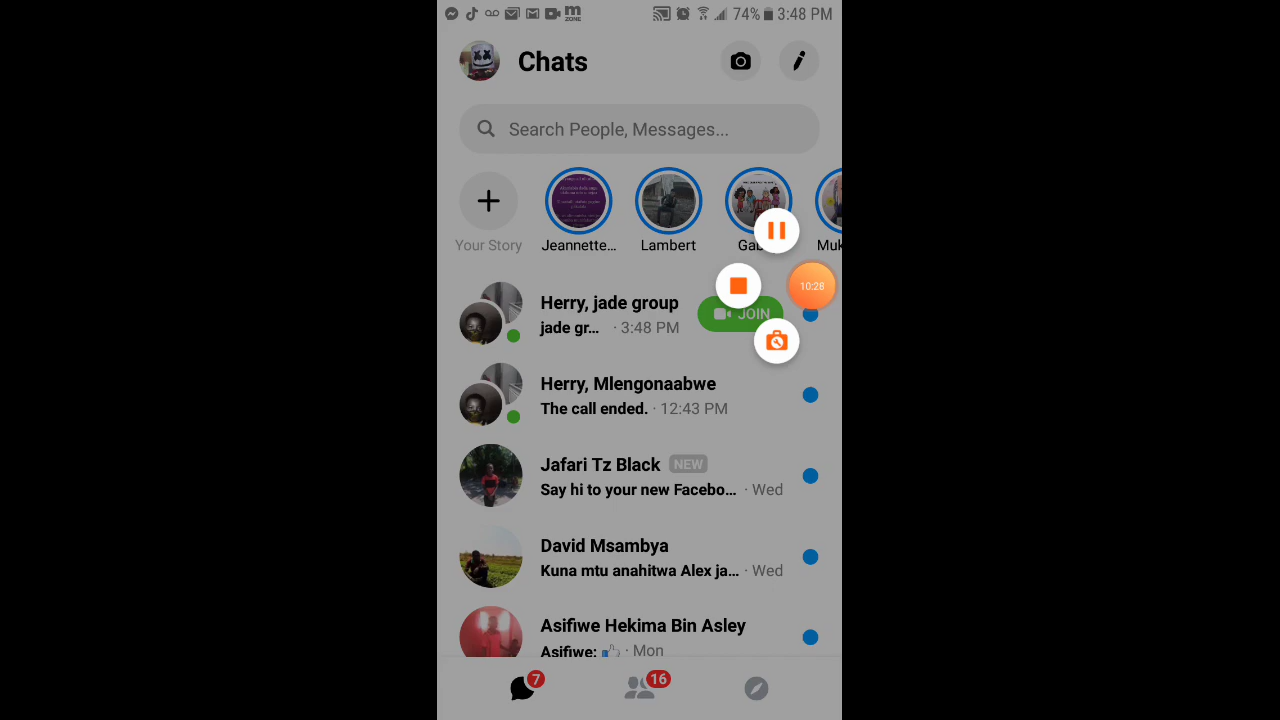 m
ZONE
74%
3:48 PM
Chats
Search People, Messages...
Your Story
Jeannette...
Lambert
Herry, jade group
jade gr... · 3:48 PM
JOIN
10:28
Herry, Mlengonaabwe
The call ended. · 12:43 PM
Jafari Tz Black NEW
Say hi to your new Facebo... · Wed
David Msambya
Kuna mtu anahitwa Alex ja... · Wed
Asifiwe Hekima Bin Asley
Asifiwe: · Mon
7
16